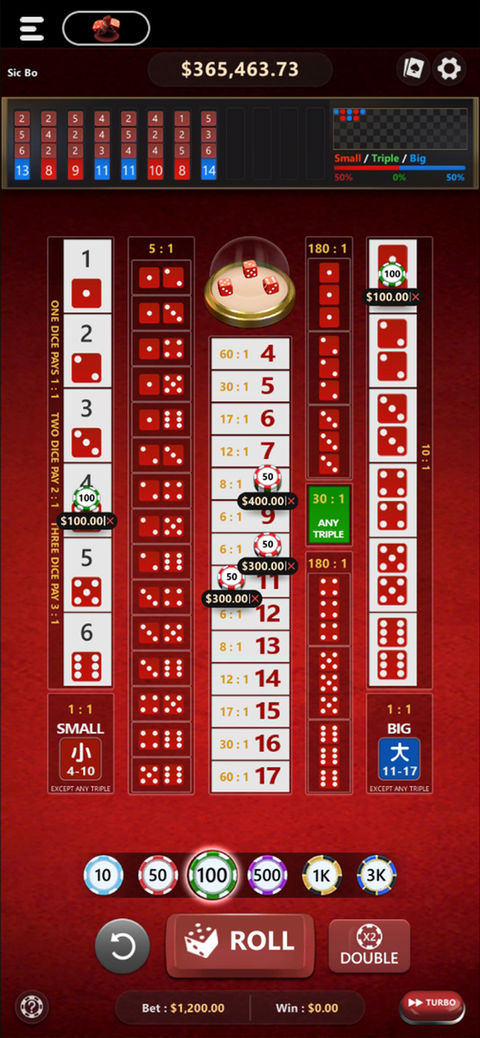 Sic Bo
$365,463.73
2 2 5 4 2 4 1 5
5 2 2 4 4 4 5 3
6 4 2 3 5 2 2 6
13 8 9 11 11 10 8 14
Small / Triple / Big
50% 0% 50%
ONE DICE PAYS 1 : 1 TWO DICE PAY 2 : 1 THREE DICE PAY 3 : 1
1
2
3
4
100
$100.00 ×
5
6
1 : 1
SMALL
小
4-10
EXCEPT ANY TRIPLE
5 : 1
60 : 1 4
30 : 1 5
17 : 1 6
12 : 1 7
8 : 1
50
$400.00 ×
6 : 1 9
6 : 1
50
$300.00 ×
50
11
$300.00 ×
6 : 1 12
8 : 1 13
12 : 1 14
17 : 1 15
30 : 1 16
60 : 1 17
180 : 1
30 : 1
ANY
TRIPLE
180 : 1
100
$100.00 ×
10 : 1
1 : 1
BIG
大
11-17
EXCEPT ANY TRIPLE
10 50 100 500 1K 3K
ROLL
X2
DOUBLE
Bet : $1,200.00 Win : $0.00
TURBO
?